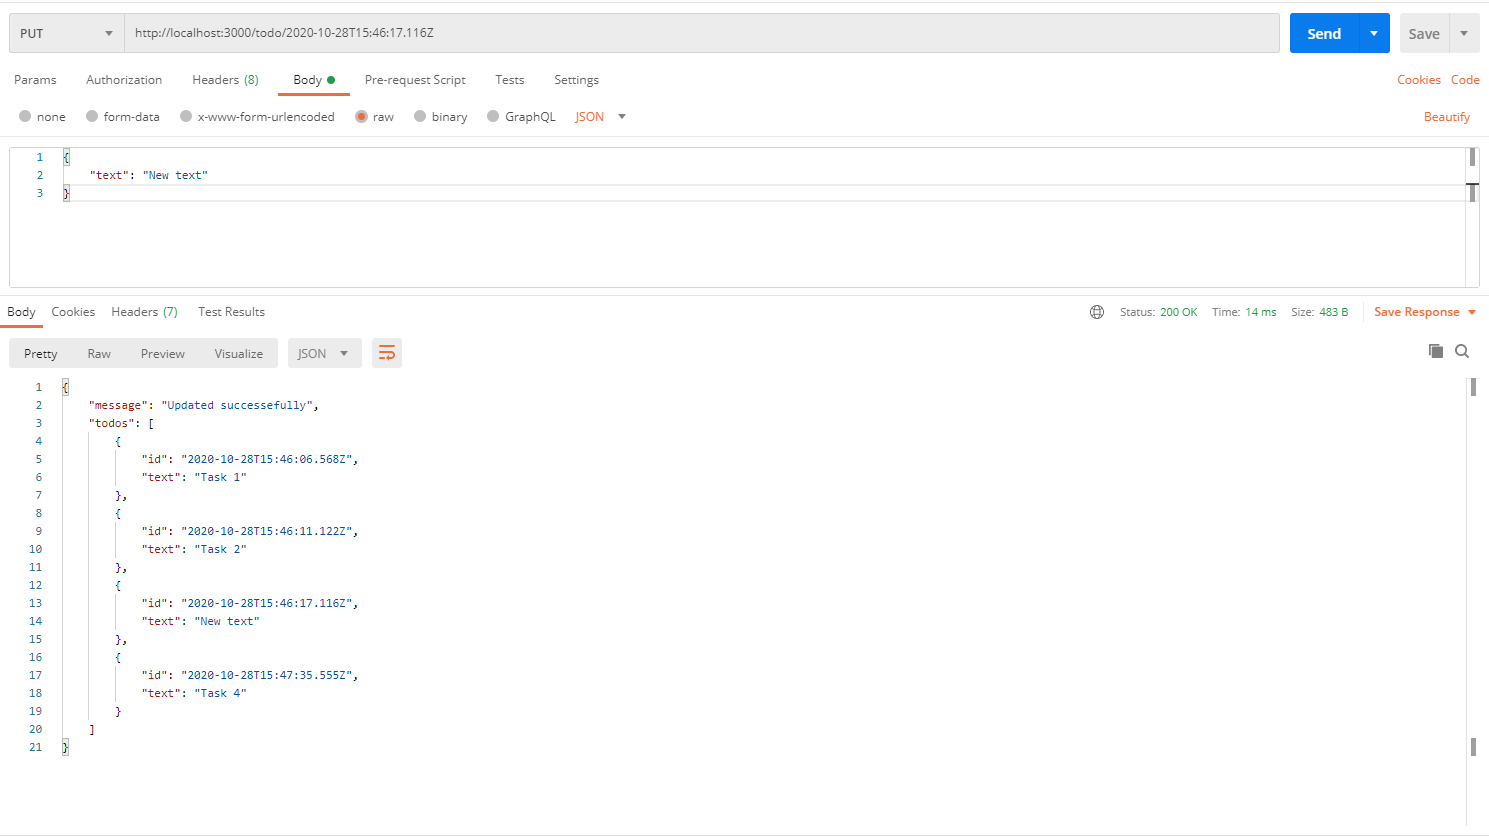 PUT http://localhost:3000/todo/2020-10-28T15:46:17.116Z Send Save
Params Authorization Headers (8) Body Pre-request Script Tests Settings Cookies Code
none form-data x-www-form-urlencoded raw binary GraphQL JSON Beautify
1 {
2 "text": "New text"
3 }
Body Cookies Headers (7) Test Results Status: 200 OK Time: 14 ms Size: 483 B Save Response
Pretty Raw Preview Visualize JSON
1 {
2 "message": "Updated successefully",
3 "todos": [
4 {
5 "id": "2020-10-28T15:46:06.568Z",
6 "text": "Task 1"
7 },
8 {
9 "id": "2020-10-28T15:46:11.122Z",
10 "text": "Task 2"
11 },
12 {
13 "id": "2020-10-28T15:46:17.116Z",
14 "text": "New text"
15 },
16 {
17 "id": "2020-10-28T15:47:35.555Z",
18 "text": "Task 4"
19 }
20 ]
21 }